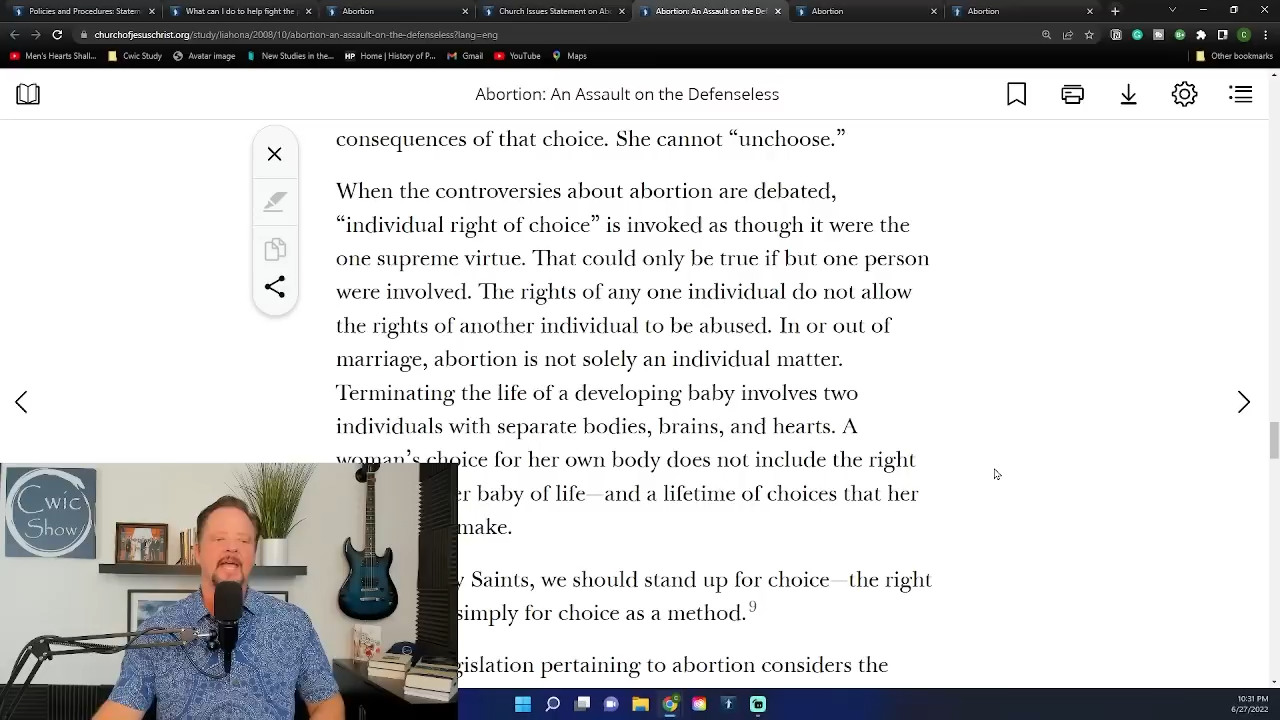 Policies and Procedures: Statem
What can I do to help fight the
Abortion
Church Issues Statement on Ab
Abortion: An Assault on the Def
Abortion
Abortion
churchofjesuschrist.org/study/liahona/2008/10/abortion-an-assault-on-the-defenseless?lang=eng
Men's Hearts Shall...
Cwic Study
Avatar image
New Studies in the...
HP Home | History of P...
Gmail
YouTube
Maps
Other bookmarks
Abortion: An Assault on the Defenseless
consequences of that choice. She cannot “unchoose.”
When the controversies about abortion are debated,
“individual right of choice” is invoked as though it were the
one supreme virtue. That could only be true if but one person
were involved. The rights of any one individual do not allow
the rights of another individual to be abused. In or out of
marriage, abortion is not solely an individual matter.
Terminating the life of a developing baby involves two
individuals with separate bodies, brains, and hearts. A
woman’s choice for her own body does not include the right
er baby of life—and a lifetime of choices that her
make.
y Saints, we should stand up for choice—the right
simply for choice as a method.9
gislation pertaining to abortion considers the
Cwic
Show
10:31 PM
6/27/2022